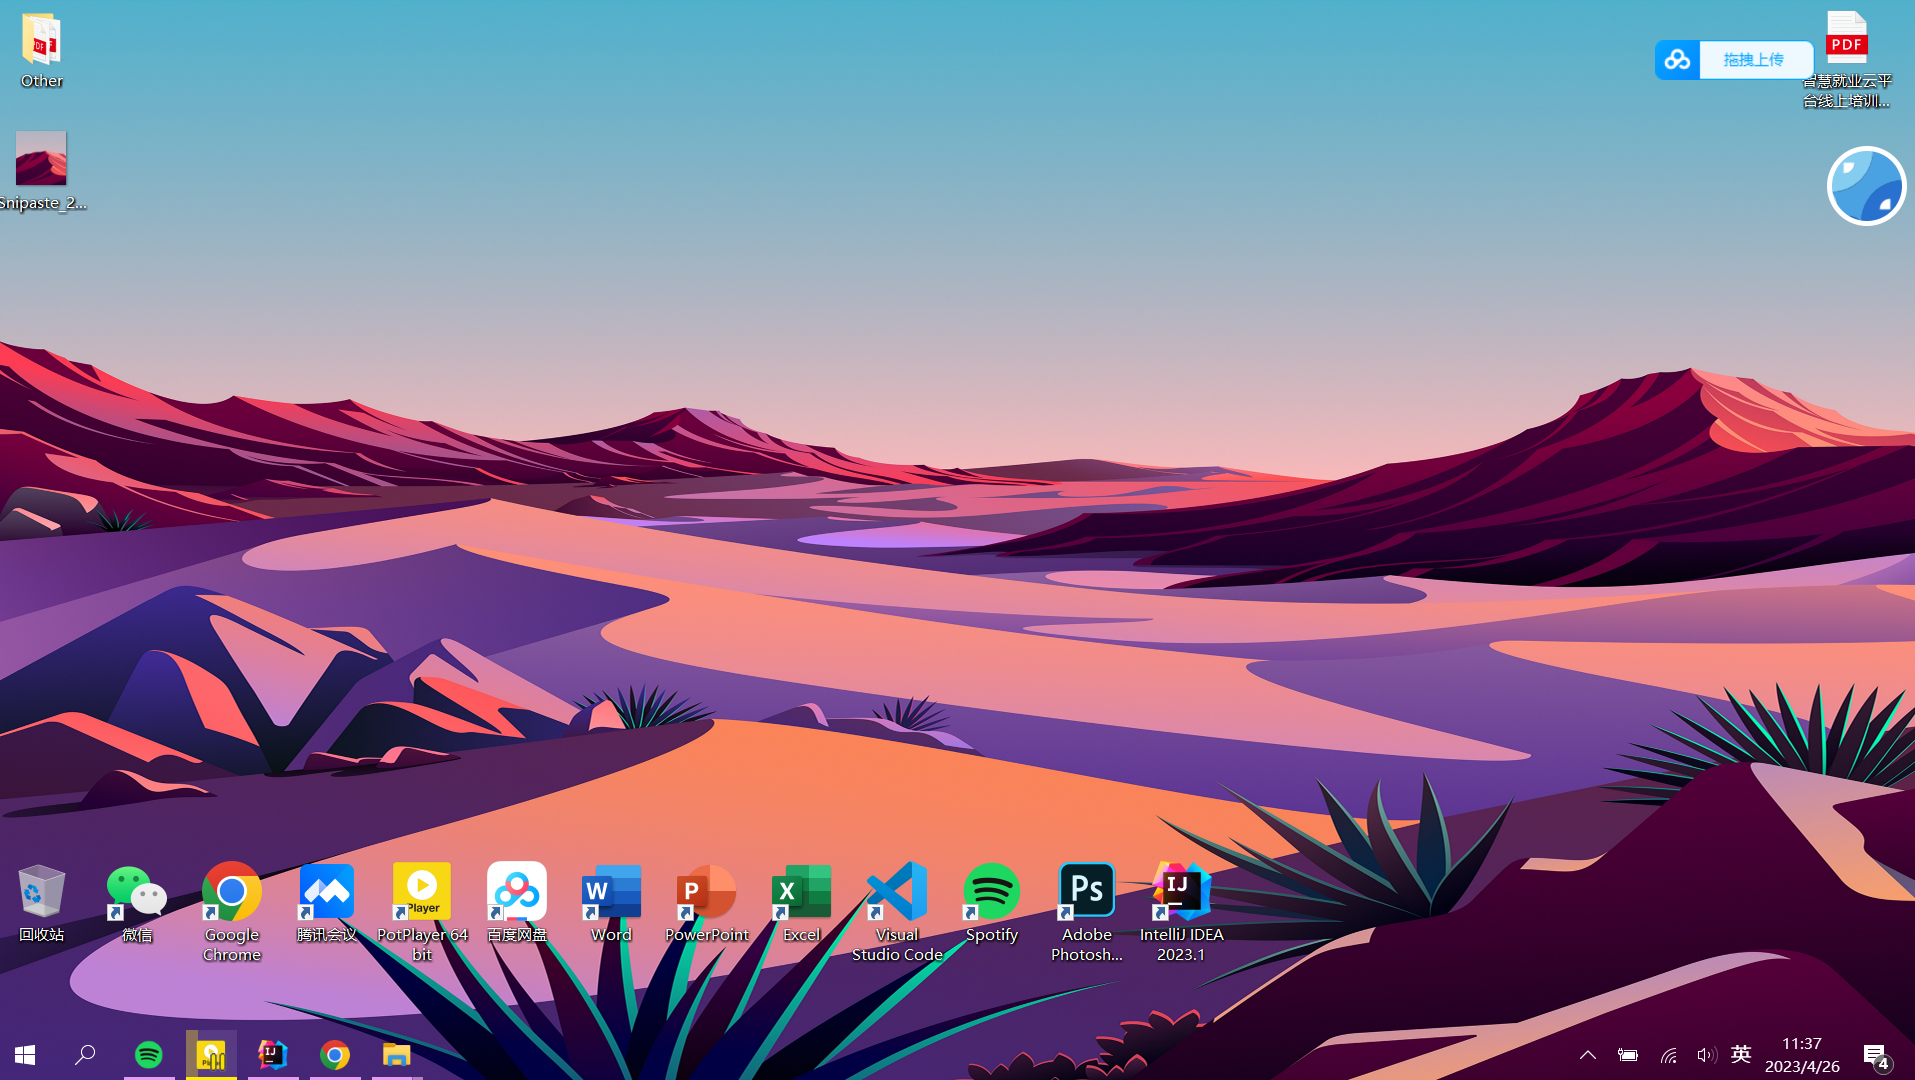 Other
PDF
Snipaste_2...
拖拽上传
PDF
智慧就业云平
台线上培训...
回收站
微信
Google
Chrome
腾讯会议
Player
PotPlayer 64
bit
百度网盘
W
Word
P
PowerPoint
X
Excel
Visual
Studio Code
Spotify
Ps
Adobe
Photosh...
IJ
IntelliJ IDEA
2023.1
IJ
英
11:37
2023/4/26
4